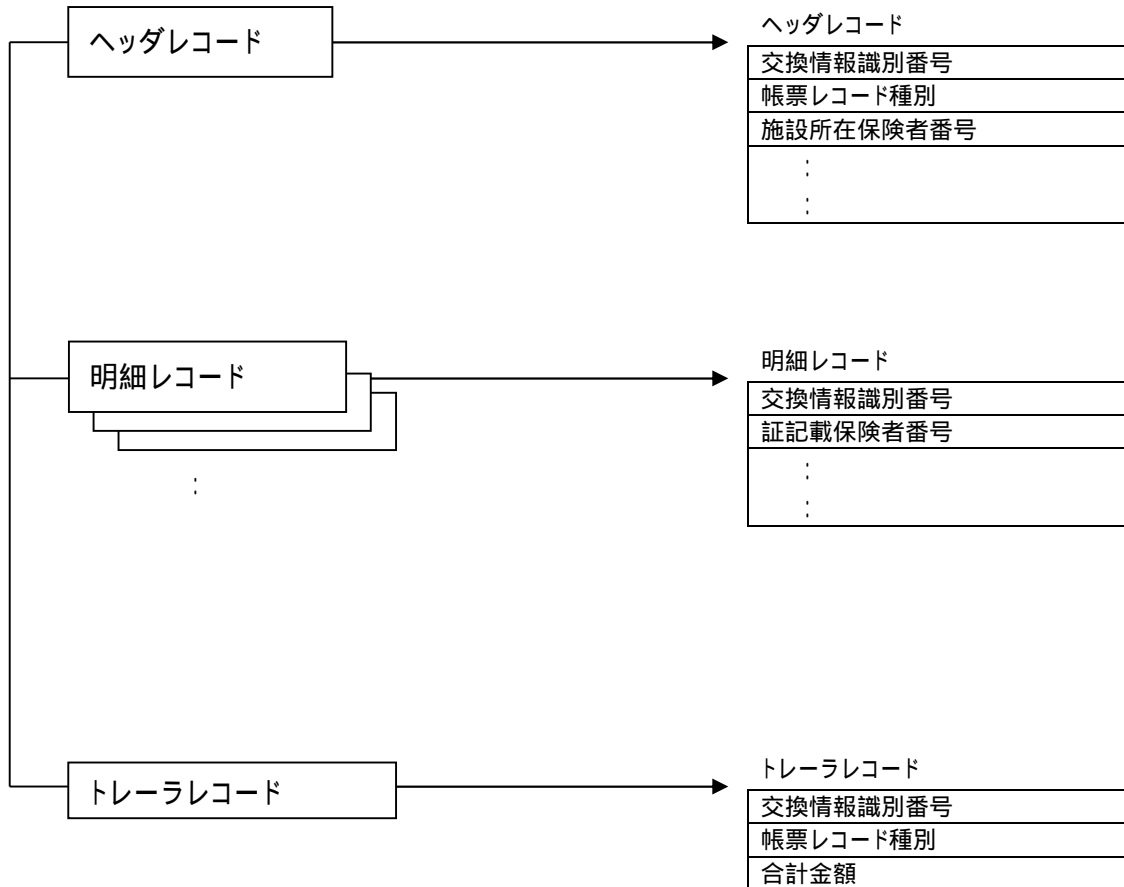 ヘッダレコード
ヘッダレコード
交換情報識別番号
帳票レコード種別
施設所在保険者番号
:
:
明細レコード
:
明細レコード
交換情報識別番号
証記載保険者番号
:
:
トレーラレコード
トレーラレコード
交換情報識別番号
帳票レコード種別
合計金額